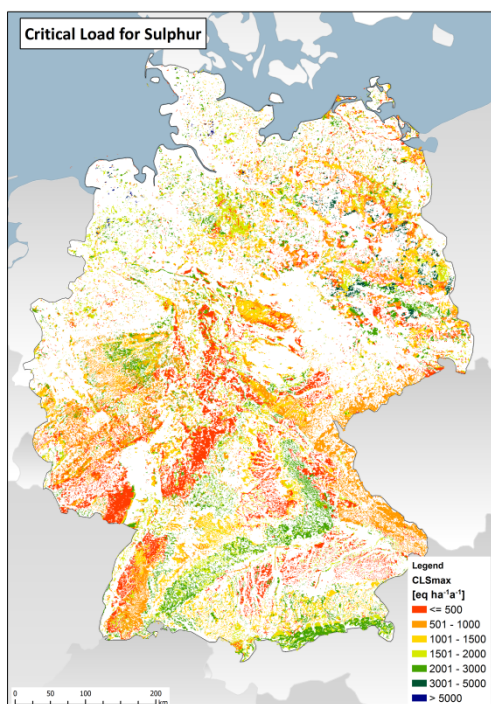 Critical Load for Sulphur
Legend
CLSmax
[eq ha⁻¹a⁻¹]
<= 500
501 - 1000
1001 - 1500
1501 - 2000
2001 - 3000
3001 - 5000
> 5000
0 50 100 200
km